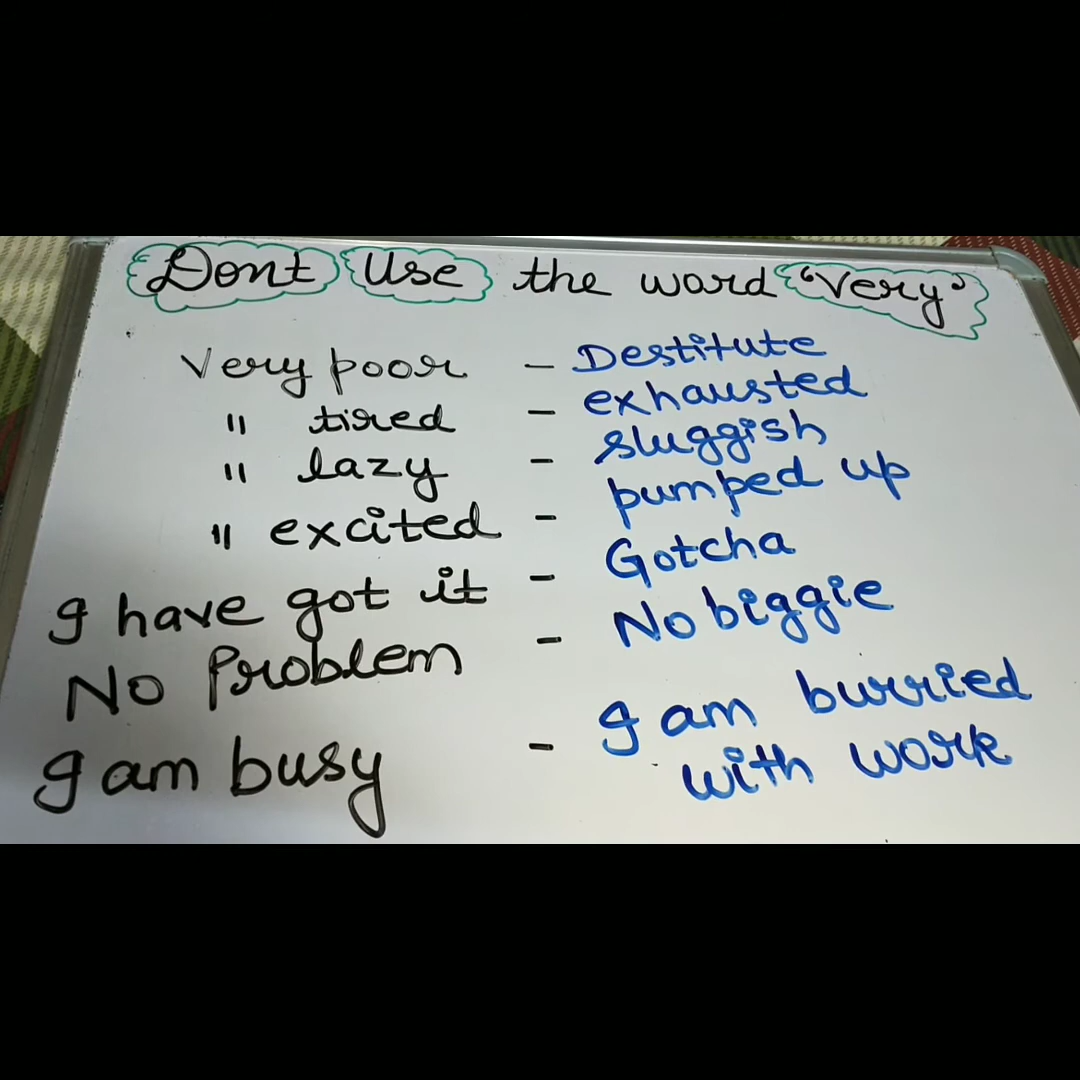 Dont Use the word "Very"
Very poor - Destitute
" tired - exhausted
" lazy - sluggish
" excited - pumped up
I have got it - Gotcha
No Problem - No biggie
I am busy - I am burried
with work